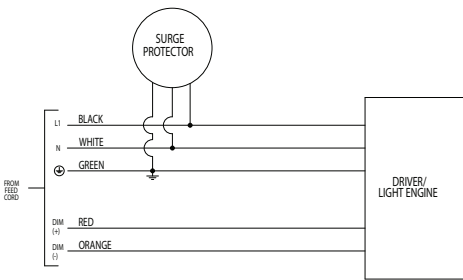 SURGE
PROTECTOR
L1 BLACK
N WHITE
GREEN
FROM
FEED
CORD
DRIVER/
LIGHT ENGINE
DIM
(+)
RED
DIM
(-)
ORANGE